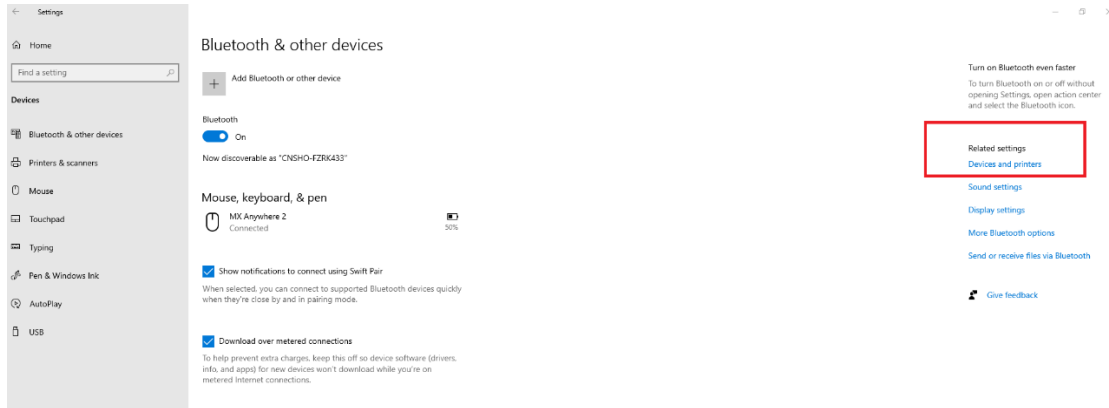 Settings
Home
Find a setting
Devices
Bluetooth & other devices
Printers & scanners
Mouse
Touchpad
Typing
Pen & Windows Ink
AutoPlay
USB
Bluetooth & other devices
Add Bluetooth or other device
Bluetooth
On
Now discoverable as "CNSHO-FZRK433"
Mouse, keyboard, & pen
MX Anywhere 2
Connected
50%
Show notifications to connect using Swift Pair
When selected, you can connect to supported Bluetooth devices quickly
when they're close by and in pairing mode.
Download over metered connections
To help prevent extra charges, keep this off so device software (drivers,
info, and apps) for new devices won't download while you're on
metered Internet connections.
Turn on Bluetooth even faster
To turn Bluetooth on or off without
opening Settings, open action center
and select the Bluetooth icon.
Related settings
Devices and printers
Sound settings
Display settings
More Bluetooth options
Send or receive files via Bluetooth
Give feedback